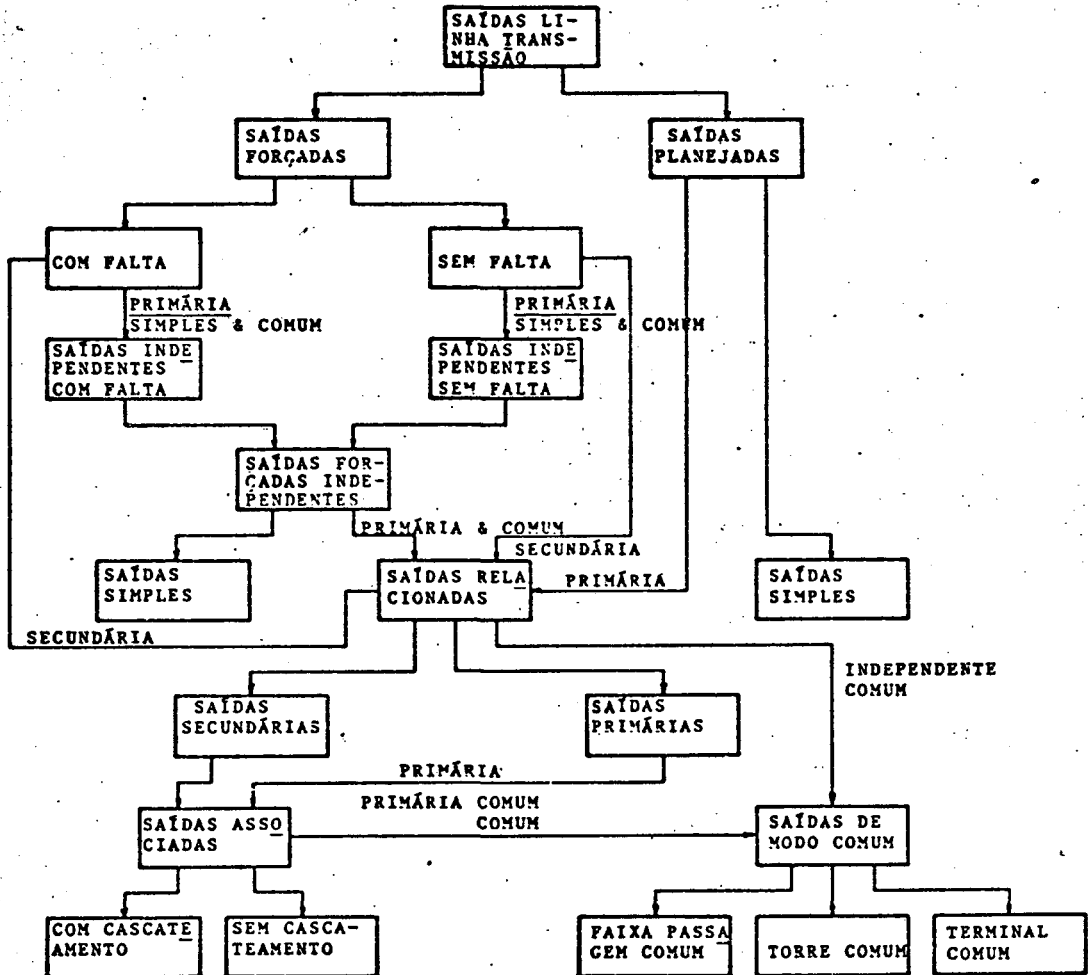 SAÍDAS LI-
NHA TRANS-
MISSÃO
SAÍDAS
FORÇADAS
SAÍDAS
PLANEJADAS
COM FALTA
SEM FALTA
PRIMÁRIA
SIMPLES & COMUM
PRIMÁRIA
SIMPLES & COMUM
SAÍDAS INDE
PENDENTES
COM FALTA
SAÍDAS INDE
PENDENTES
SEM FALTA
SAÍDAS FOR-
ÇADAS INDE-
PENDENTES
PRIMÁRIA & COMUM
SECUNDÁRIA
SAÍDAS
SIMPLES
SAÍDAS RELA
CIONADAS
PRIMÁRIA
SAÍDAS
SIMPLES
SECUNDÁRIA
INDEPENDENTE
COMUM
SAÍDAS
SECUNDÁRIAS
SAÍDAS
PRIMÁRIAS
PRIMÁRIA
PRIMÁRIA COMUM
COMUM
SAÍDAS ASSO
CIADAS
SAÍDAS DE
MODO COMUM
COM CASCATE
AMENTO
SEM CASCA-
TEAMENTO
FAIXA PASSA
GEM COMUM
TORRE COMUM
TERMINAL
COMUM